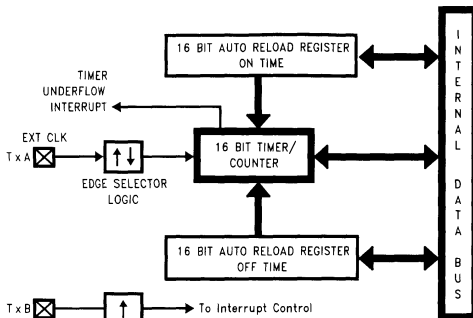 16 BIT AUTO RELOAD REGISTER
ON TIME
TIMER
UNDERFLOW
INTERRUPT
EXT CLK
TxA
↑↓
EDGE SELECTOR
LOGIC
16 BIT TIMER/
COUNTER
16 BIT AUTO RELOAD REGISTER
OFF TIME
TxB
↑
To Interrupt Control
INTERNAL
DATA
BUS